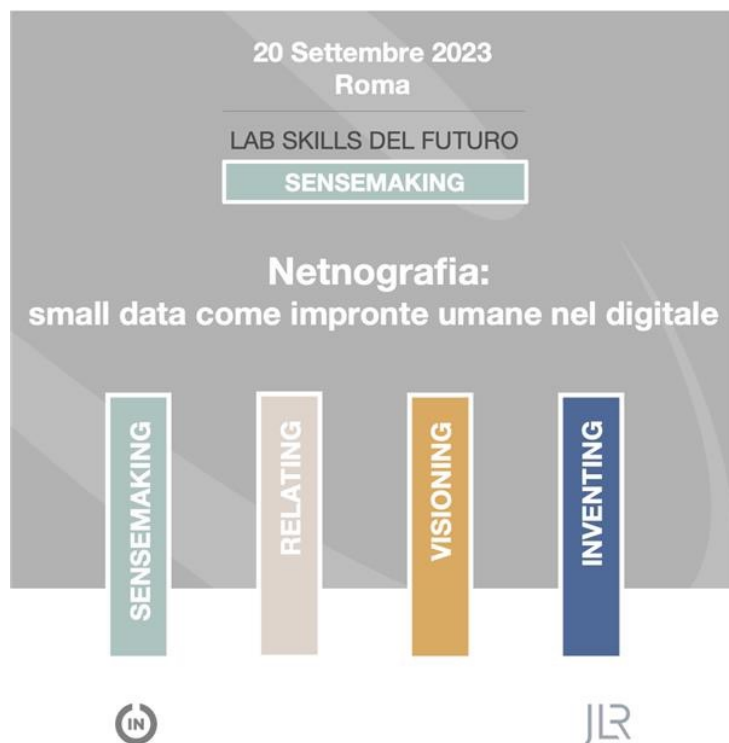 20 Settembre 2023
Roma
LAB SKILLS DEL FUTURO
SENSEMAKING
Netnografia:
small data come impronte umane nel digitale
SENSEMAKING
RELATING
VISIONING
INVENTING
IN
JLR